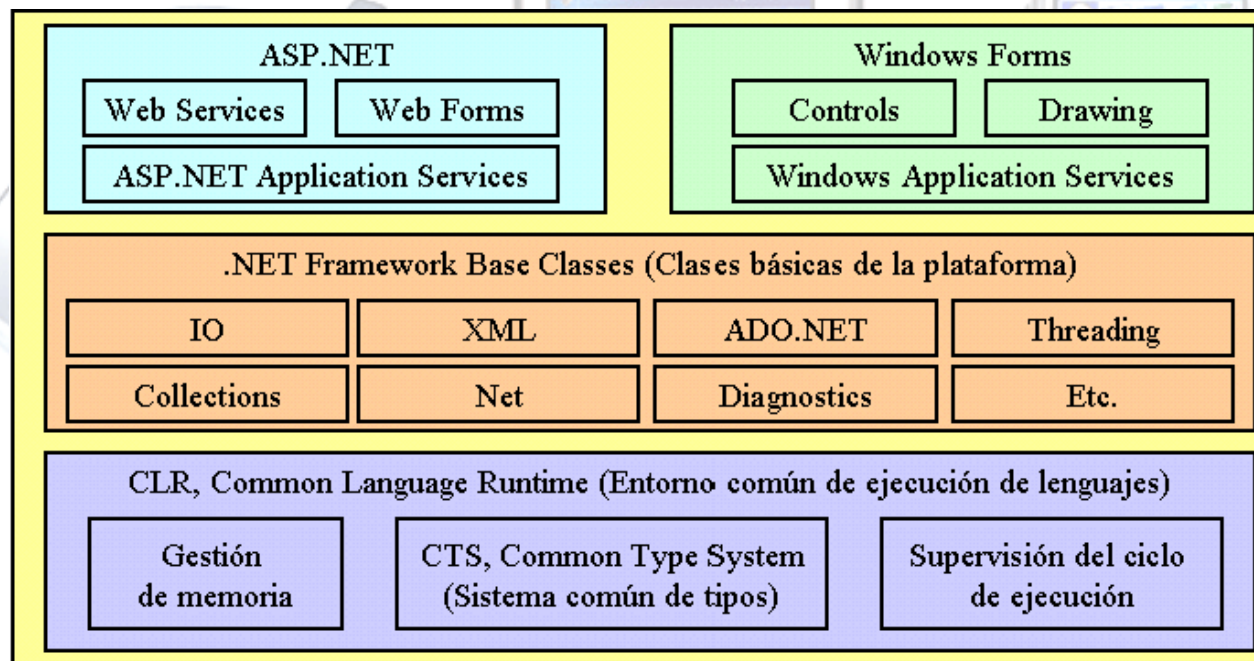 ASP.NET
Web Services
Web Forms
ASP.NET Application Services
Windows Forms
Controls
Drawing
Windows Application Services
.NET Framework Base Classes (Clases básicas de la plataforma)
IO
XML
ADO.NET
Threading
Collections
Net
Diagnostics
Etc.
CLR, Common Language Runtime (Entorno común de ejecución de lenguajes)
Gestión
de memoria
CTS, Common Type System
(Sistema común de tipos)
Supervisión del ciclo
de ejecución